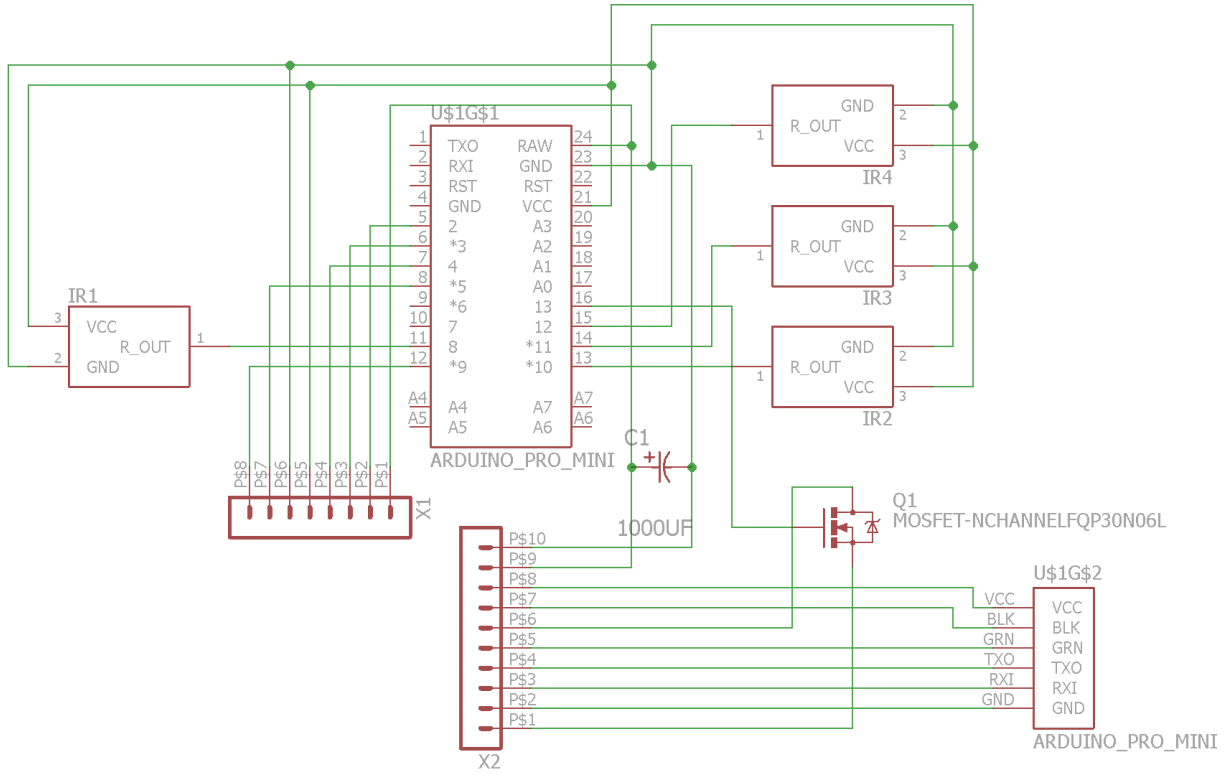 U$1G$1
1 TXO RAW 24
2 RXI GND 23
3 RST RST 22
4 GND VCC 21
5 2 A3 20
6 *3 A2 19
7 4 A1 18
8 *5 A0 17
9 *6 13 16
10 7 12 15
11 8 *11 14
12 *9 *10 13
A4 A4 A7 A7
A5 A5 A6 A6
ARDUINO_PRO_MINI
IR1
3 VCC
R_OUT 1
2 GND
GND 2
1 R_OUT
VCC 3
IR4
GND 2
1 R_OUT
VCC 3
IR3
GND 2
1 R_OUT
VCC 3
IR2
C1
+
1000UF
P$8 P$7 P$6 P$5 P$4 P$3 P$2 P$1
X1
Q1
MOSFET-NCHANNELFQP30N06L
P$10
P$9
P$8
P$7
P$6
P$5
P$4
P$3
P$2
P$1
X2
U$1G$2
VCC VCC
BLK BLK
GRN GRN
TXO TXO
RXI RXI
GND GND
ARDUINO_PRO_MINI